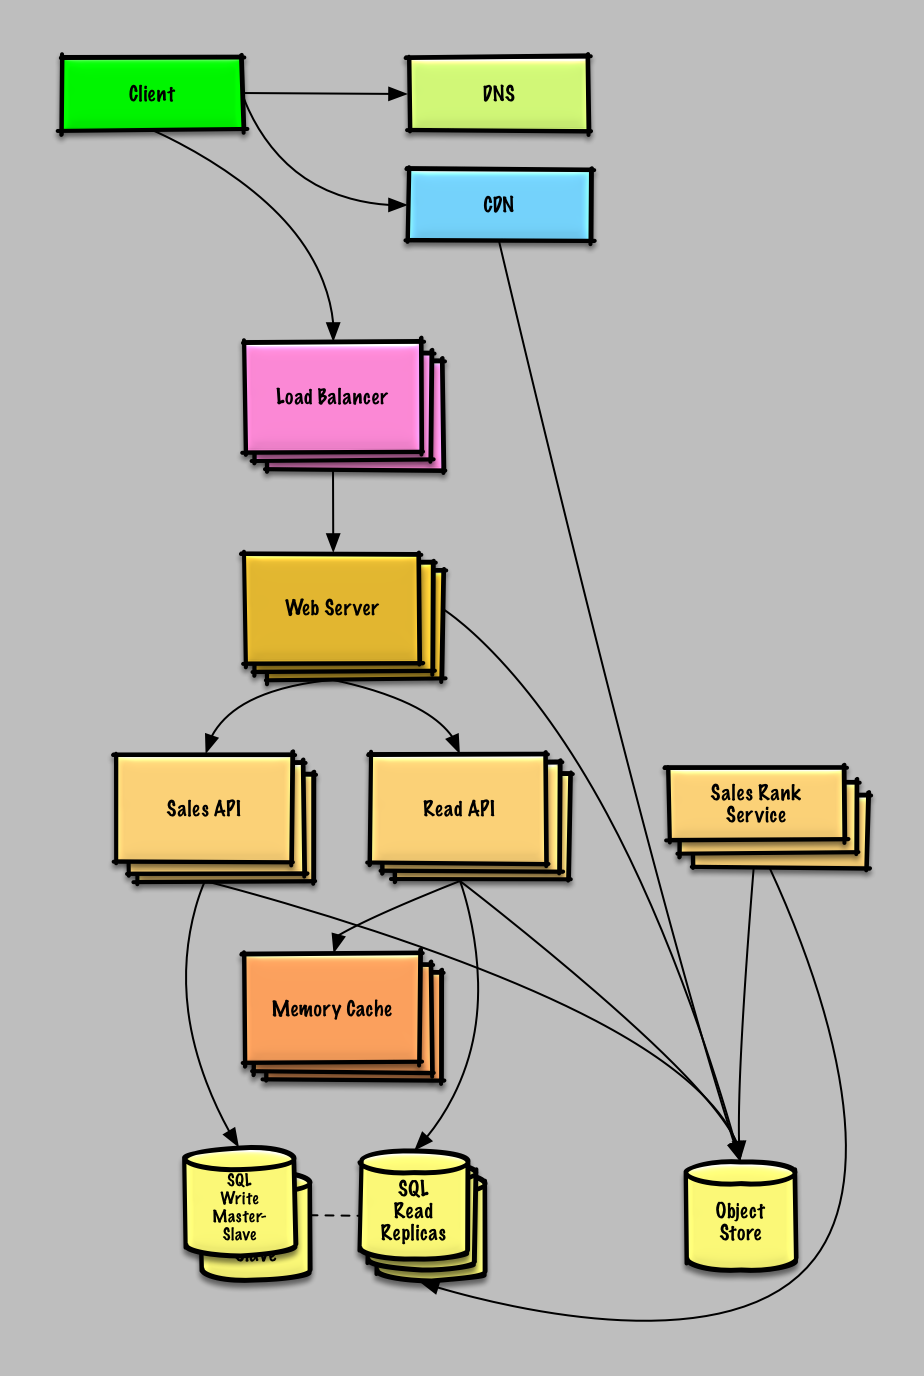 Client
DNS
CDN
Load Balancer
Web Server
Sales API
Read API
Sales Rank
Service
Memory Cache
SQL
Write
Master-
Slave
Slave
SQL
Read
Replicas
Object
Store